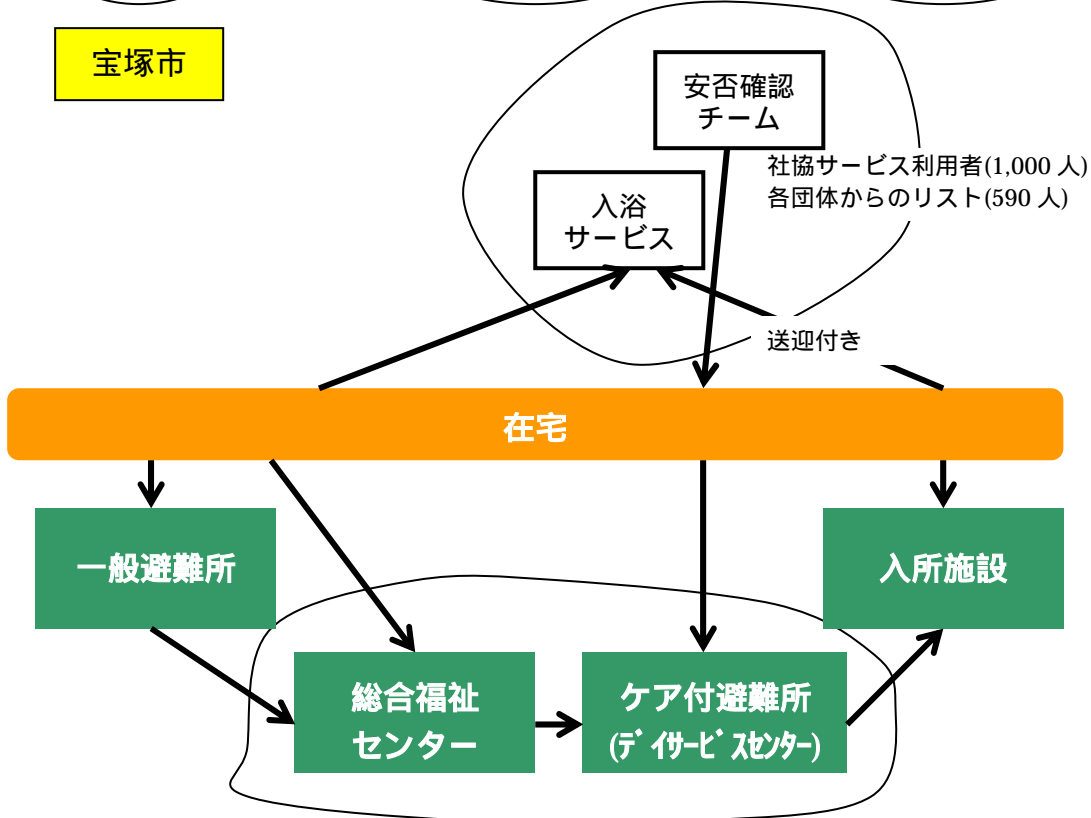 宝塚市
安否確認
チーム
社協サービス利用者(1,000 人)
各団体からのリスト(590 人)
入浴
サービス
送迎付き
在宅
一般避難所
入所施設
総合福祉
センター
ケア付避難所
(ﾃﾞｲｻｰﾋﾞｽｾﾝﾀｰ)